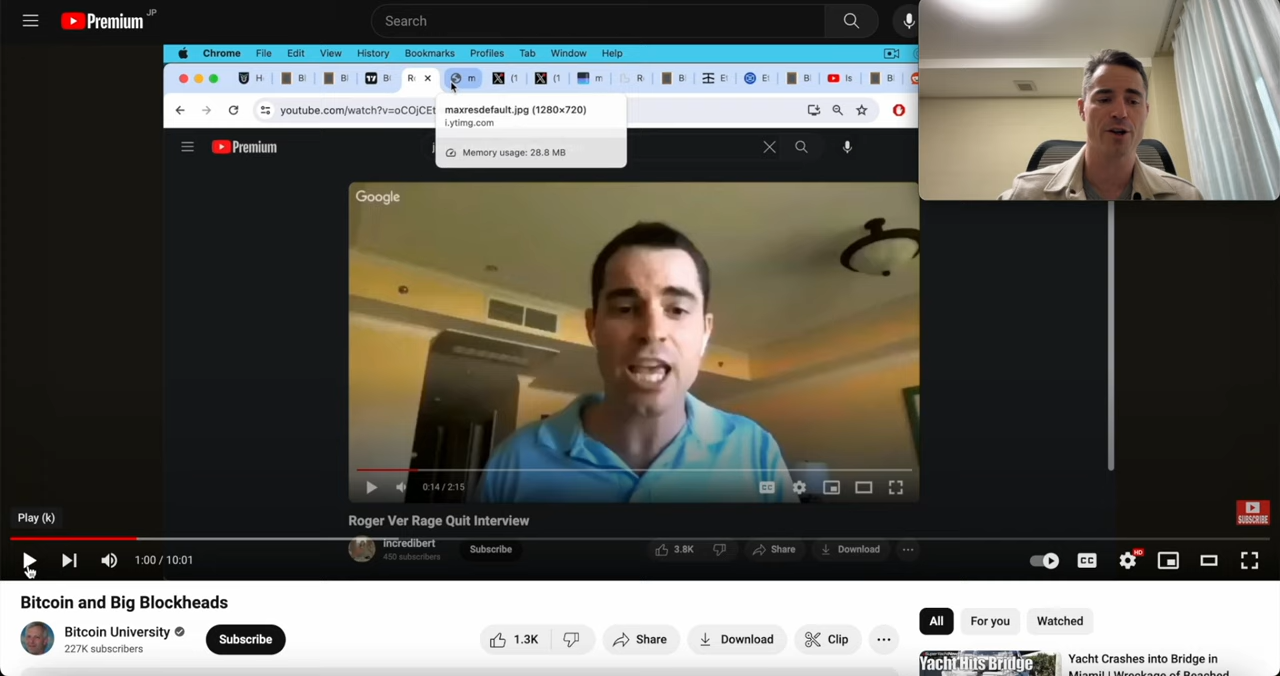 Premium JP
Search
Chrome File Edit View History Bookmarks Profiles Tab Window Help
youtube.com/watch?v=oCOjCEt
maxresdefault.jpg (1280×720)
i.ytimg.com
Memory usage: 28.8 MB
Premium
Google
0:14 / 2:15
CC
Roger Ver Rage Quit Interview
incredibert
450 subscribers
Subscribe
3.8K
Share
Download
SUBSCRIBE
Play (k)
1:00 / 10:01
CC
HD
Bitcoin and Big Blockheads
Bitcoin University
227K subscribers
Subscribe
1.3K
Share
Download
Clip
All
For you
Watched
Yacht Hits Bridge
Yacht Crashes into Bridge in
Miami! | Wreckage of Beached